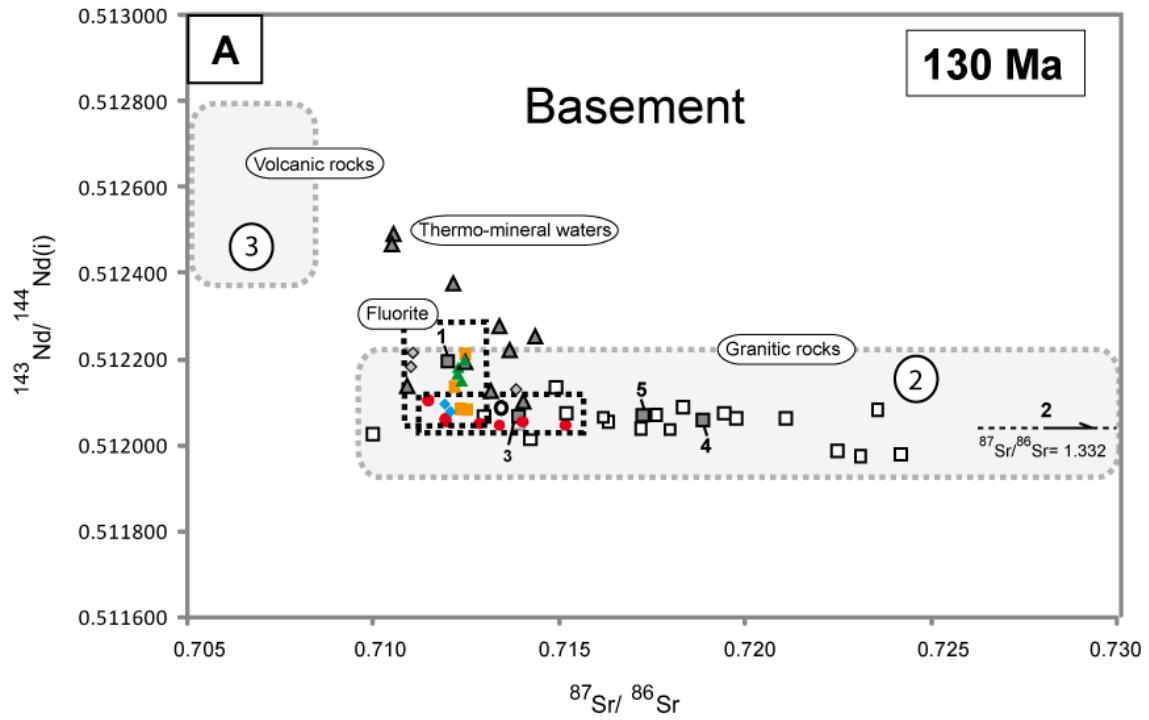 A
130 Ma
Basement
0.513000
0.512800
0.512600
0.512400
0.512200
0.512000
0.511800
0.511600
143Nd/ 144Nd(i)
Volcanic rocks
3
Thermo-mineral waters
Fluorite
1
Granitic rocks
2
5
4
3
2
87Sr/86Sr= 1.332
0.705
0.710
0.715
0.720
0.725
0.730
87Sr/ 86Sr